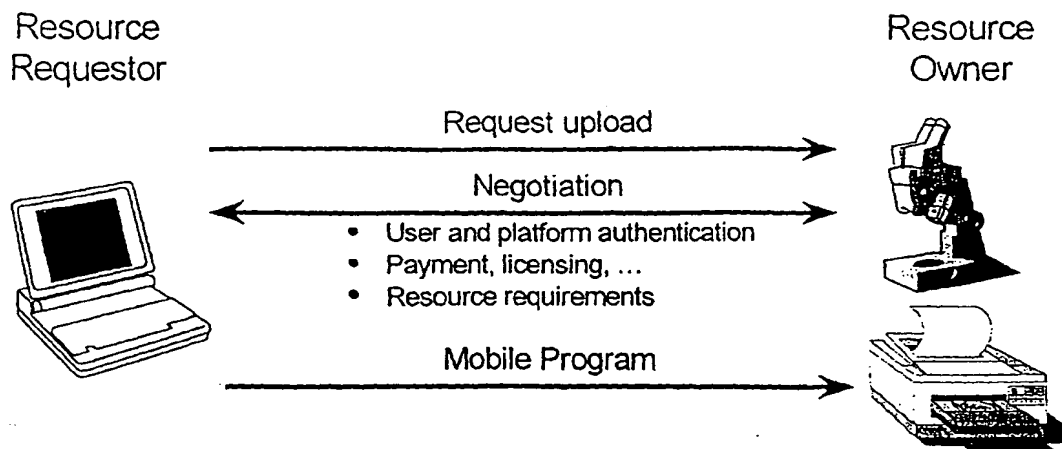 Resource
Requestor
Resource
Owner
Request upload
Negotiation
• User and platform authentication
• Payment, licensing, ...
• Resource requirements
Mobile Program